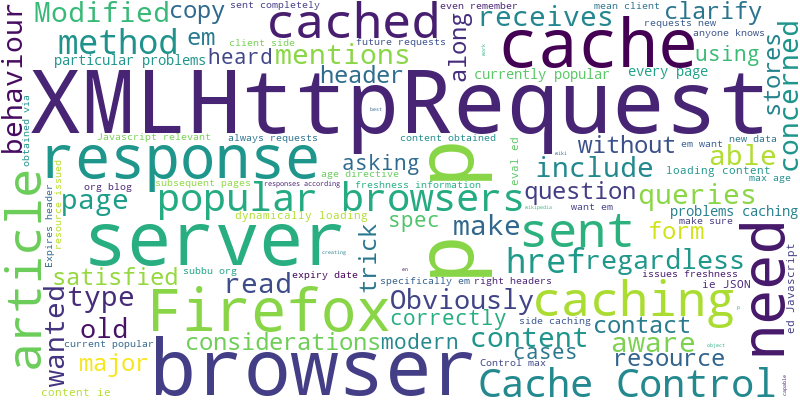 Modified
copy
sent completely
cached
even remember
mean client
receives
clarify
requests new
anyone knows
behaviour
method
em
client side
future requests
mentions
along
cache
work
using
stores
concerned
particular problems
heard
header
currently popular
every page
XMLHttpRequest
best
obtained via
Javascript relevant
always requests
content obtained
eval ed
without
em want
new data
response
p
wiki
able
resource issued
age directive
asking
include
loading content
max age
org blog
subsequent pages
responses according
freshness information
question
queries
article
page
popular browsers
wikipedia
want em
problems caching
Expires header
dynamically loading
spec
make
sent
form
make sure
need
server
trick
p
href
regardless
creating
subbu org
expiry date
en
issues freshness
satisfied
read
specifically em
right headers
ie JSON
ed Javascript
wanted
type
Firefox
Obviously
caching
p
old
correctly
side caching
contact
aware
current popular
considerations
modern
content
cases
object
major
browser
Control max
resource
content ie
Cache Control
capable